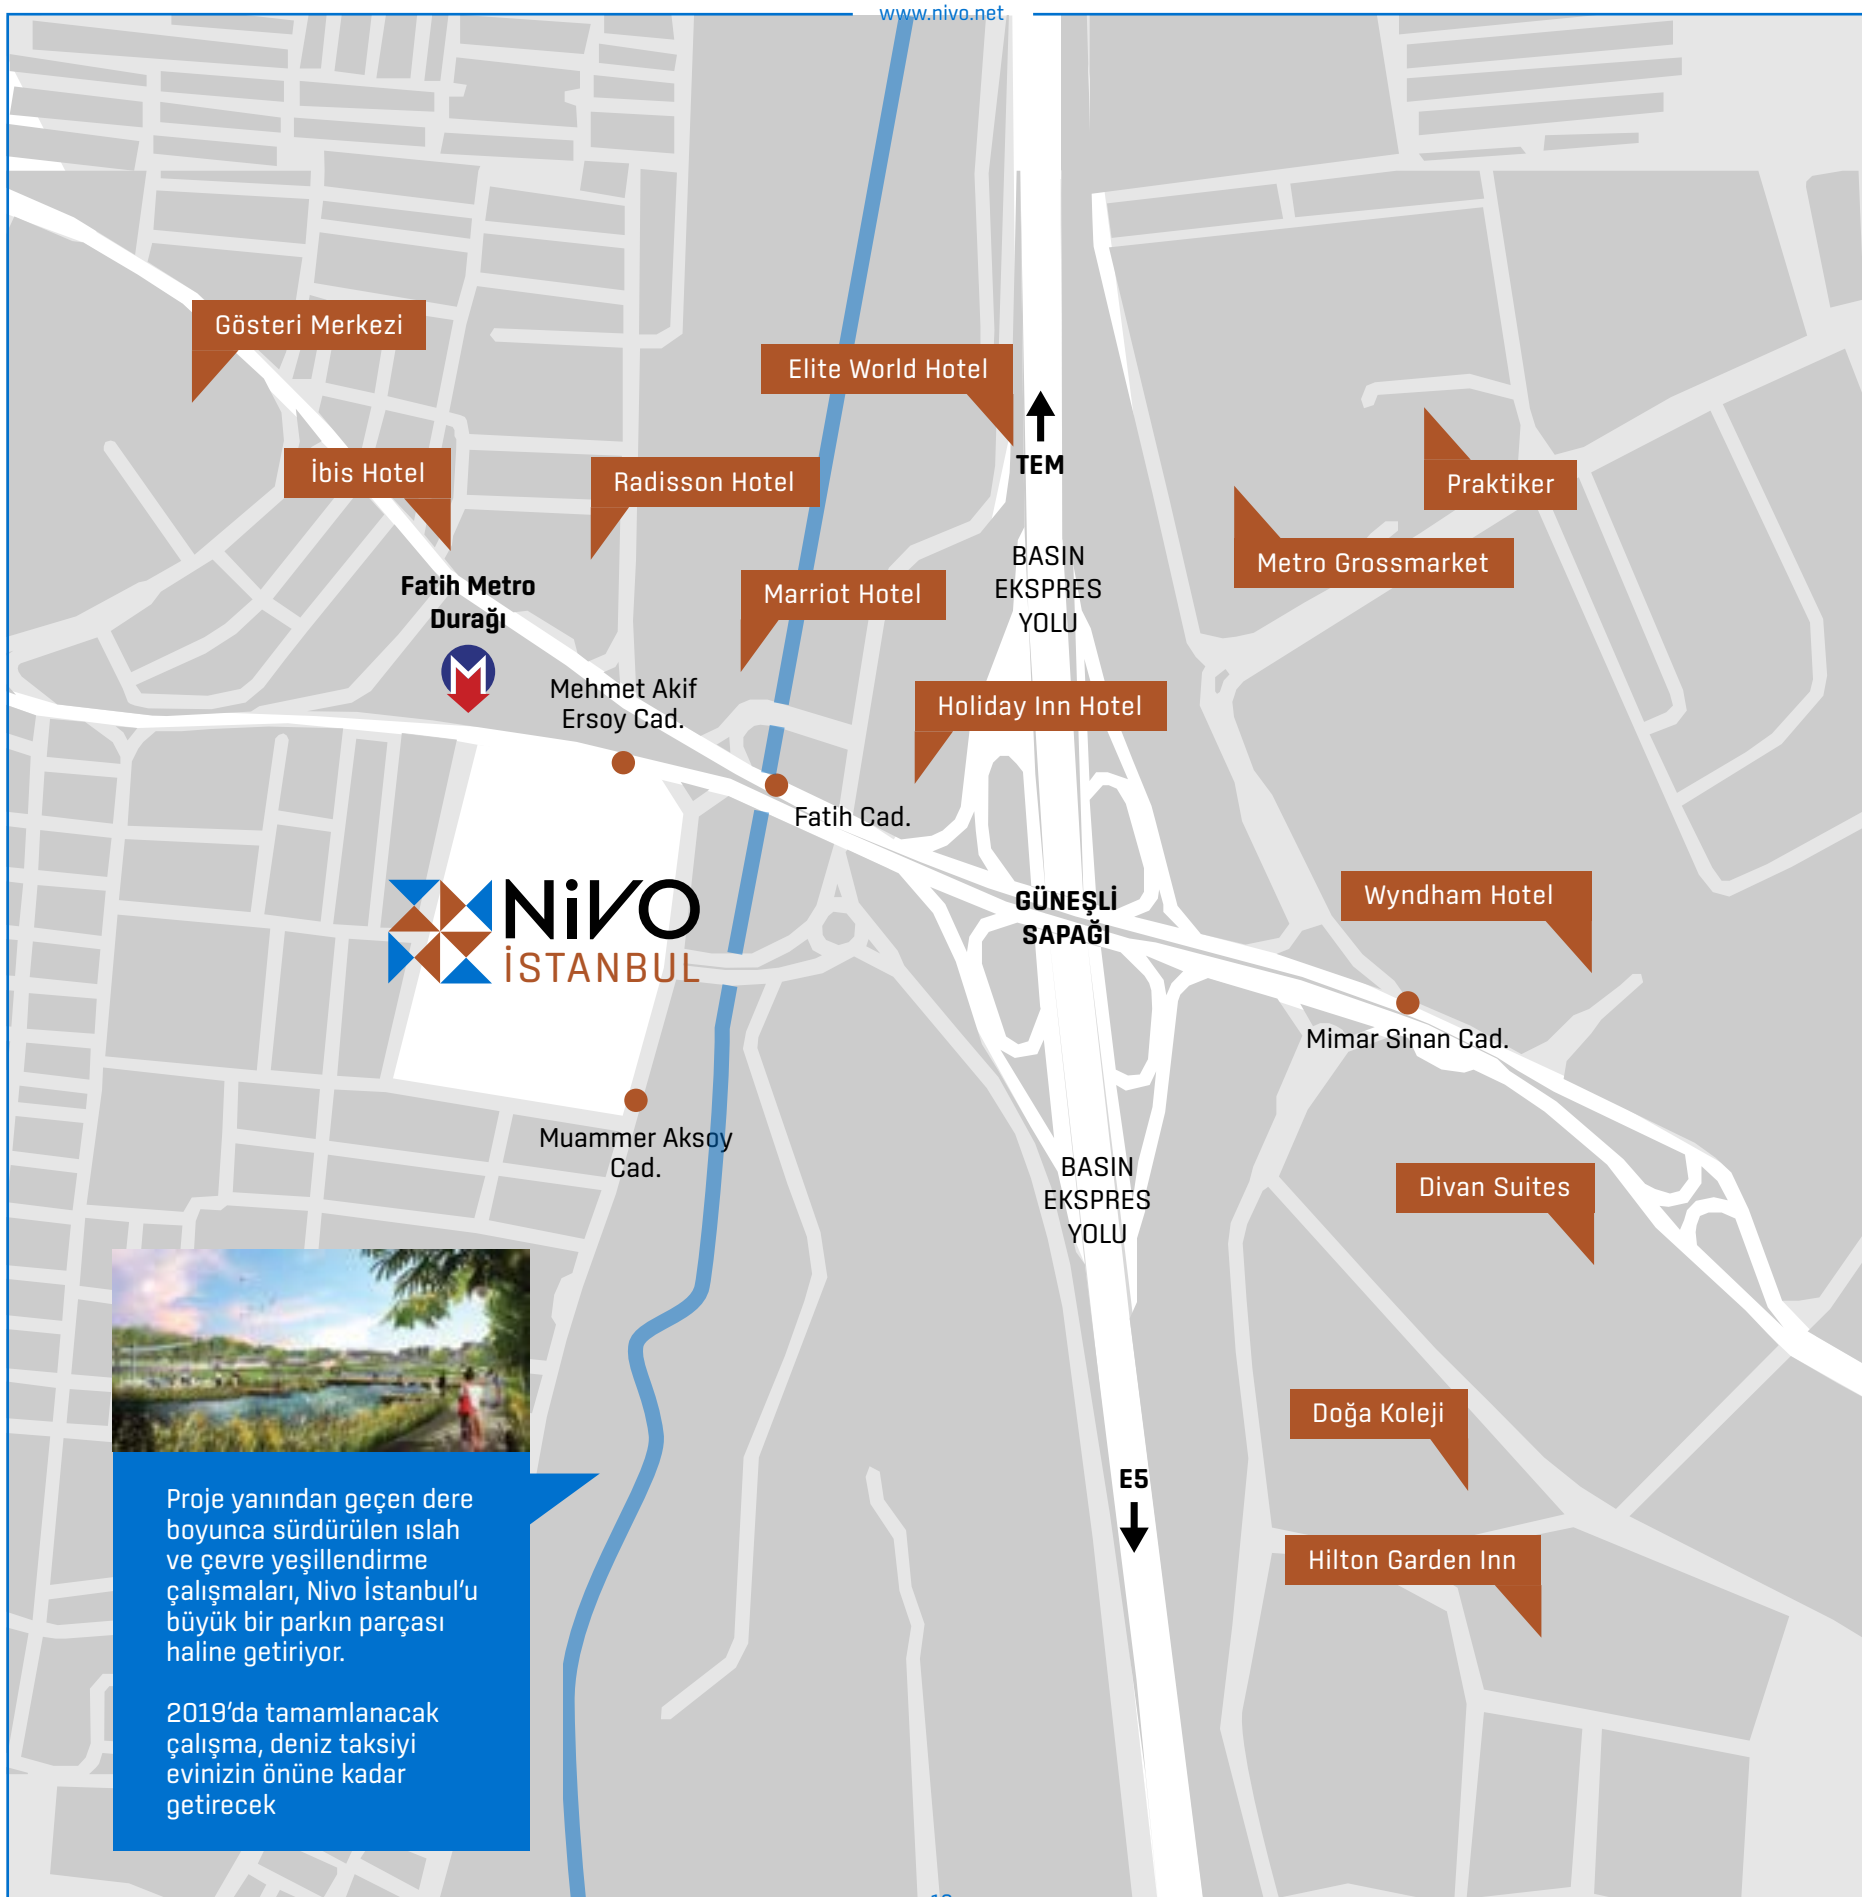 www.nivo.net
Gösteri Merkezi
Elite World Hotel
TEM
İbis Hotel
Radisson Hotel
Praktiker
Metro Grossmarket
BASIN
EKSPRES
YOLU
Fatih Metro
Durağı
M
Marriot Hotel
Mehmet Akif
Ersoy Cad.
Holiday Inn Hotel
Fatih Cad.
NiVO
İSTANBUL
GÜNEŞLİ
SAPAĞI
Wyndham Hotel
Mimar Sinan Cad.
Muammer Aksoy
Cad.
BASIN
EKSPRES
YOLU
Divan Suites
Doğa Koleji
E5
Hilton Garden Inn
Proje yanından geçen dere
boyunca sürdürülen ıslah
ve çevre yeşillendirme
çalışmaları, Nivo İstanbul’u
büyük bir parkın parçası
haline getiriyor.
2019’da tamamlanacak
çalışma, deniz taksiyi
evinizin önüne kadar
getirecek